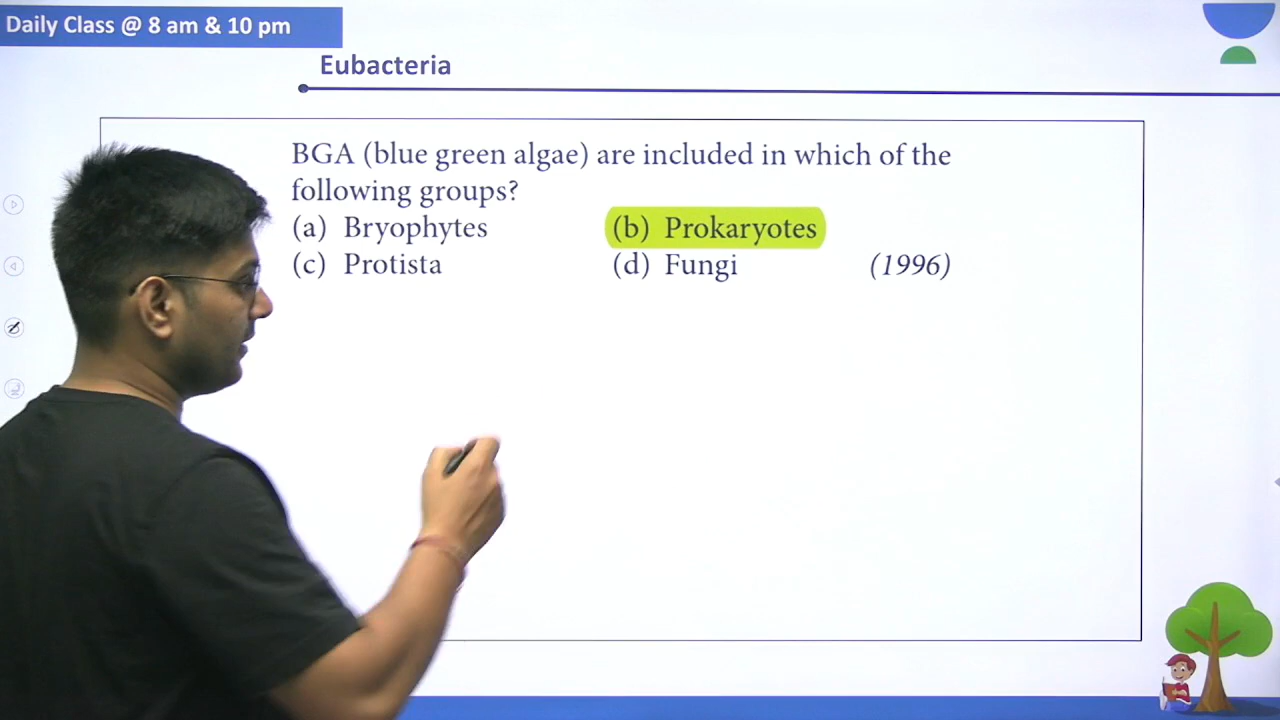 Daily Class @ 8 am & 10 pm
Eubacteria
BGA (blue green algae) are included in which of the
following groups?
(a) Bryophytes (b) Prokaryotes
(c) Protista (d) Fungi (1996)